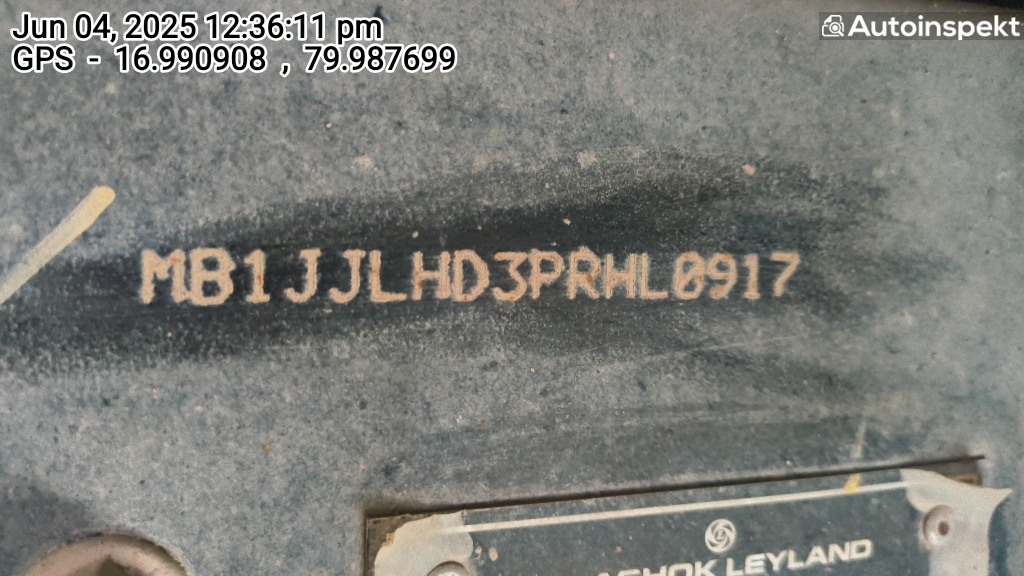 Jun 04, 2025 12:36:11 pm
GPS - 16.990908 , 79.987699
Autoinspekt
MB1JJLHD3PRHL0917
ASHOK LEYLAND